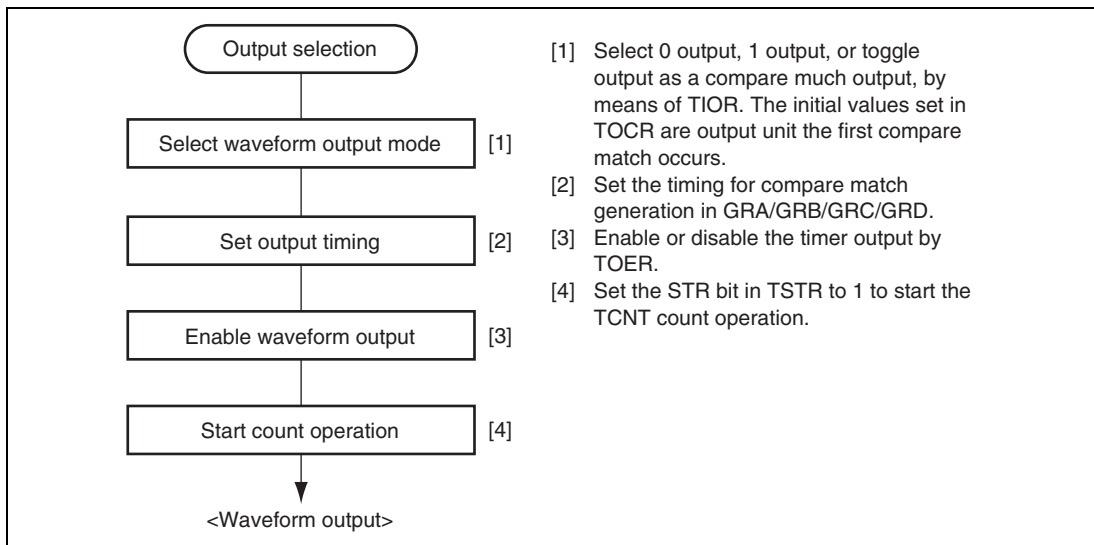 Output selection
Select waveform output mode [1]
Set output timing [2]
Enable waveform output [3]
Start count operation [4]
<Waveform output>
[1] Select 0 output, 1 output, or toggle
output as a compare much output, by
means of TIOR. The initial values set in
TOCR are output unit the first compare
match occurs.
[2] Set the timing for compare match
generation in GRA/GRB/GRC/GRD.
[3] Enable or disable the timer output by
TOER.
[4] Set the STR bit in TSTR to 1 to start the
TCNT count operation.